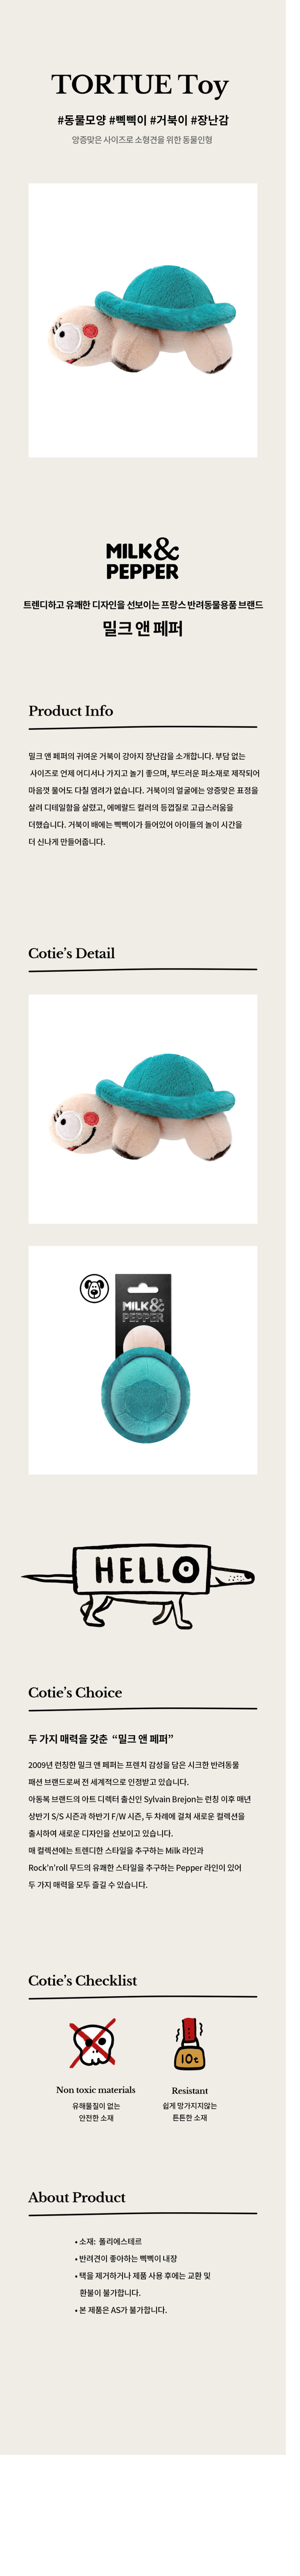 TORTUE Toy
#동물모양 #삑삑이 #거북이 #장난감
앙증맞은 사이즈로 소형견을 위한 동물인형
MILK&
PEPPER
트렌디하고 유쾌한 디자인을 선보이는 프랑스 반려동물용품 브랜드
밀크 앤 페퍼
Product Info
밀크 앤 페퍼의 귀여운 거북이 강아지 장난감을 소개합니다. 부담 없는
사이즈로 언제 어디서나 가지고 놀기 좋으며, 부드러운 퍼소재로 제작되어
마음껏 물어도 다칠 염려가 없습니다. 거북이의 얼굴에는 앙증맞은 표정을
살려 디테일함을 살렸고, 에메랄드 컬러의 등껍질로 고급스러움을
더했습니다. 거북이 배에는 삑삑이가 들어있어 아이들의 놀이 시간을
더 신나게 만들어줍니다.
Cotie’s Detail
MILK&
PEPPER
HELLO
Cotie’s Choice
두 가지 매력을 갖춘 “밀크 앤 페퍼”
2009년 런칭한 밀크 앤 페퍼는 프렌치 감성을 담은 시크한 반려동물
패션 브랜드로써 전 세계적으로 인정받고 있습니다.
아동복 브랜드의 아트 디렉터 출신인 Sylvain Brejon는 런칭 이후 매년
상반기 S/S 시즌과 하반기 F/W 시즌, 두 차례에 걸쳐 새로운 컬렉션을
출시하여 새로운 디자인을 선보이고 있습니다.
매 컬렉션에는 트렌디한 스타일을 추구하는 Milk 라인과
Rock'n'roll 무드의 유쾌한 스타일을 추구하는 Pepper 라인이 있어
두 가지 매력을 모두 즐길 수 있습니다.
Cotie’s Checklist
10t
Non toxic materials
유해물질이 없는
안전한 소재
Resistant
쉽게 망가지지않는
튼튼한 소재
About Product
• 소재: 폴리에스테르
• 반려견이 좋아하는 삑삑이 내장
• 택을 제거하거나 제품 사용 후에는 교환 및
환불이 불가합니다.
• 본 제품은 AS가 불가합니다.